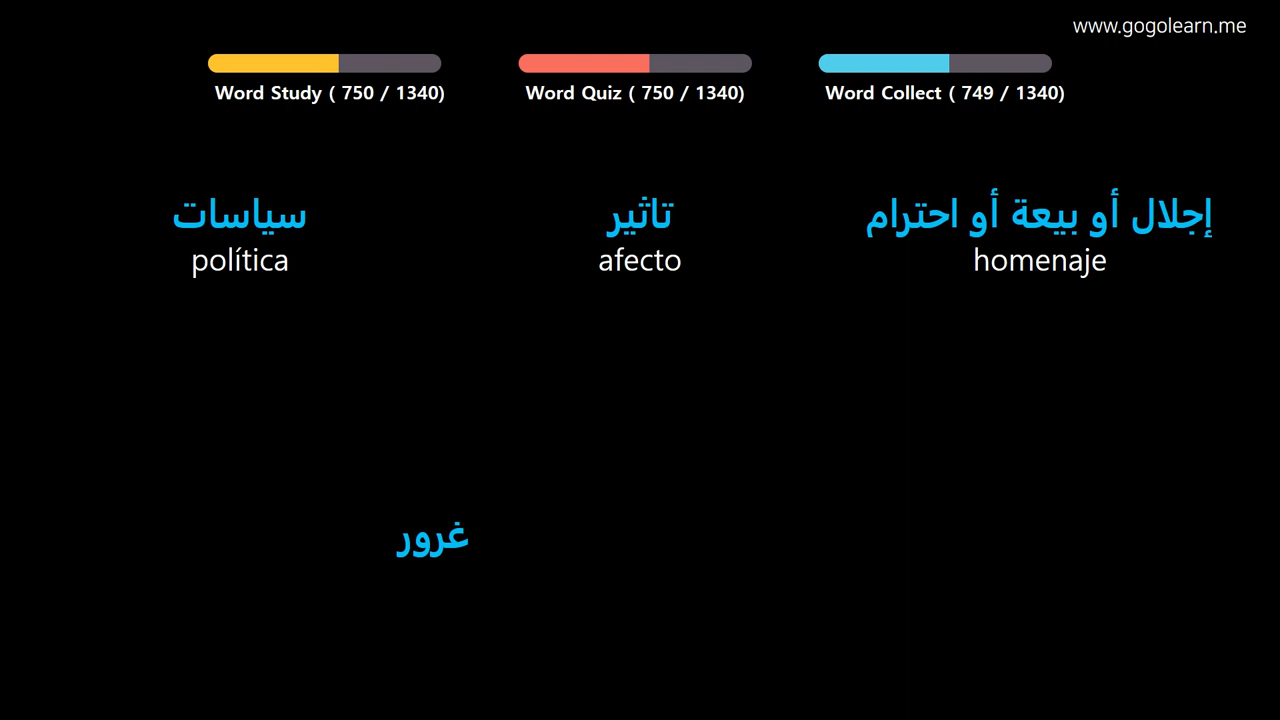 www.gogolearn.me
Word Study ( 750 / 1340)
Word Quiz ( 750 / 1340)
Word Collect ( 749 / 1340)
سياسات
política
تاثير
afecto
إجلال أو بيعة أو احترام
homenaje
غرور